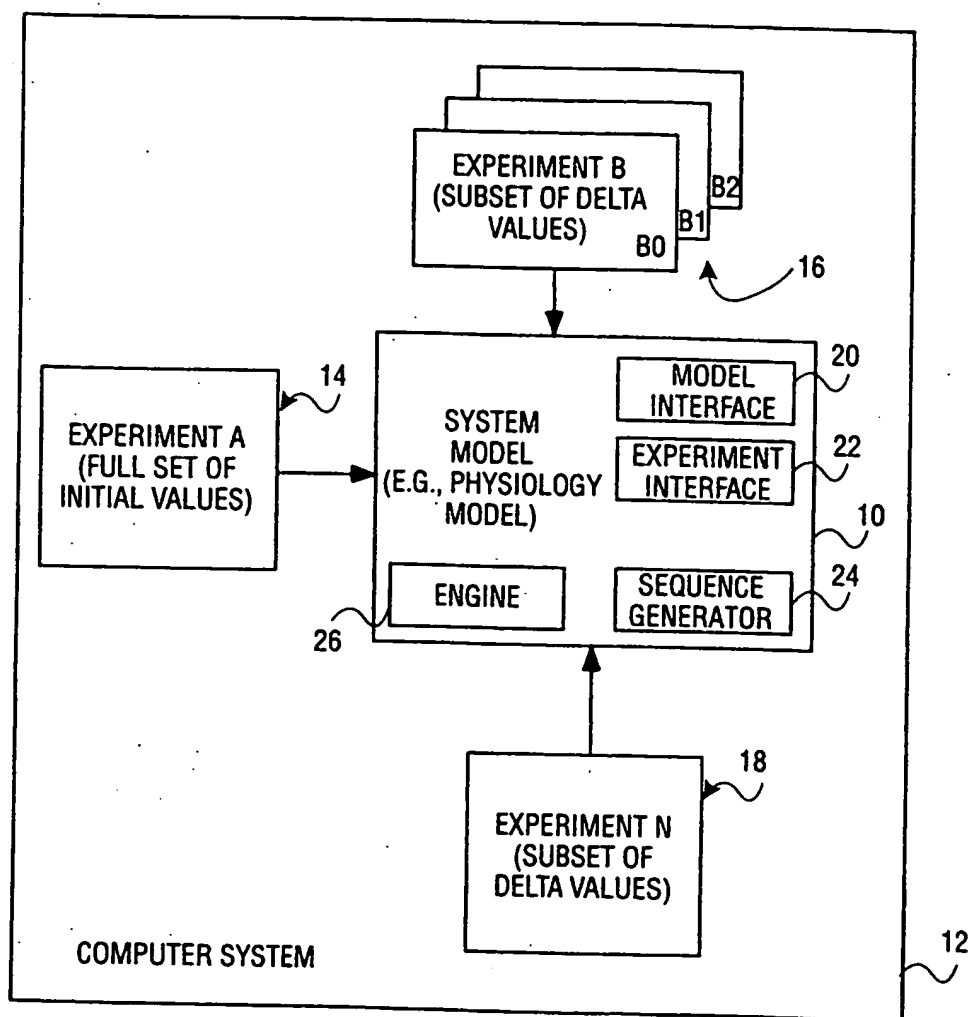 EXPERIMENT B
(SUBSET OF DELTA
VALUES)
B0
B1
B2
16
14
EXPERIMENT A
(FULL SET OF
INITIAL VALUES)
SYSTEM
MODEL
(E.G., PHYSIOLOGY
MODEL)
MODEL
INTERFACE
20
EXPERIMENT
INTERFACE
22
10
ENGINE
26
SEQUENCE
GENERATOR
24
18
EXPERIMENT N
(SUBSET OF
DELTA VALUES)
COMPUTER SYSTEM
12